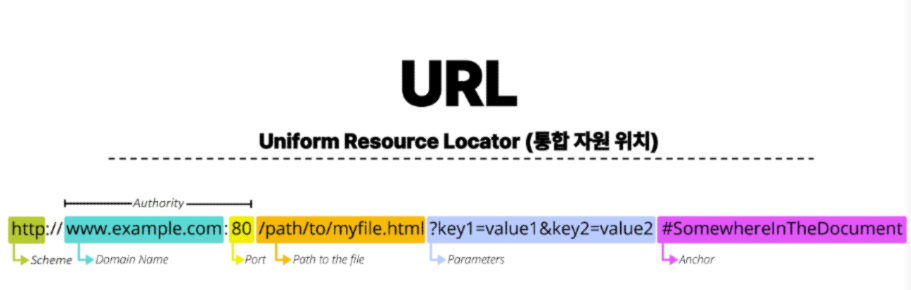 URL
Uniform Resource Locator (통합 자원 위치)
Authority
http://www.example.com:80/path/to/myfile.html?key1=value1&key2=value2#SomewhereInTheDocument
Scheme Domain Name Port Path to the file Parameters Anchor